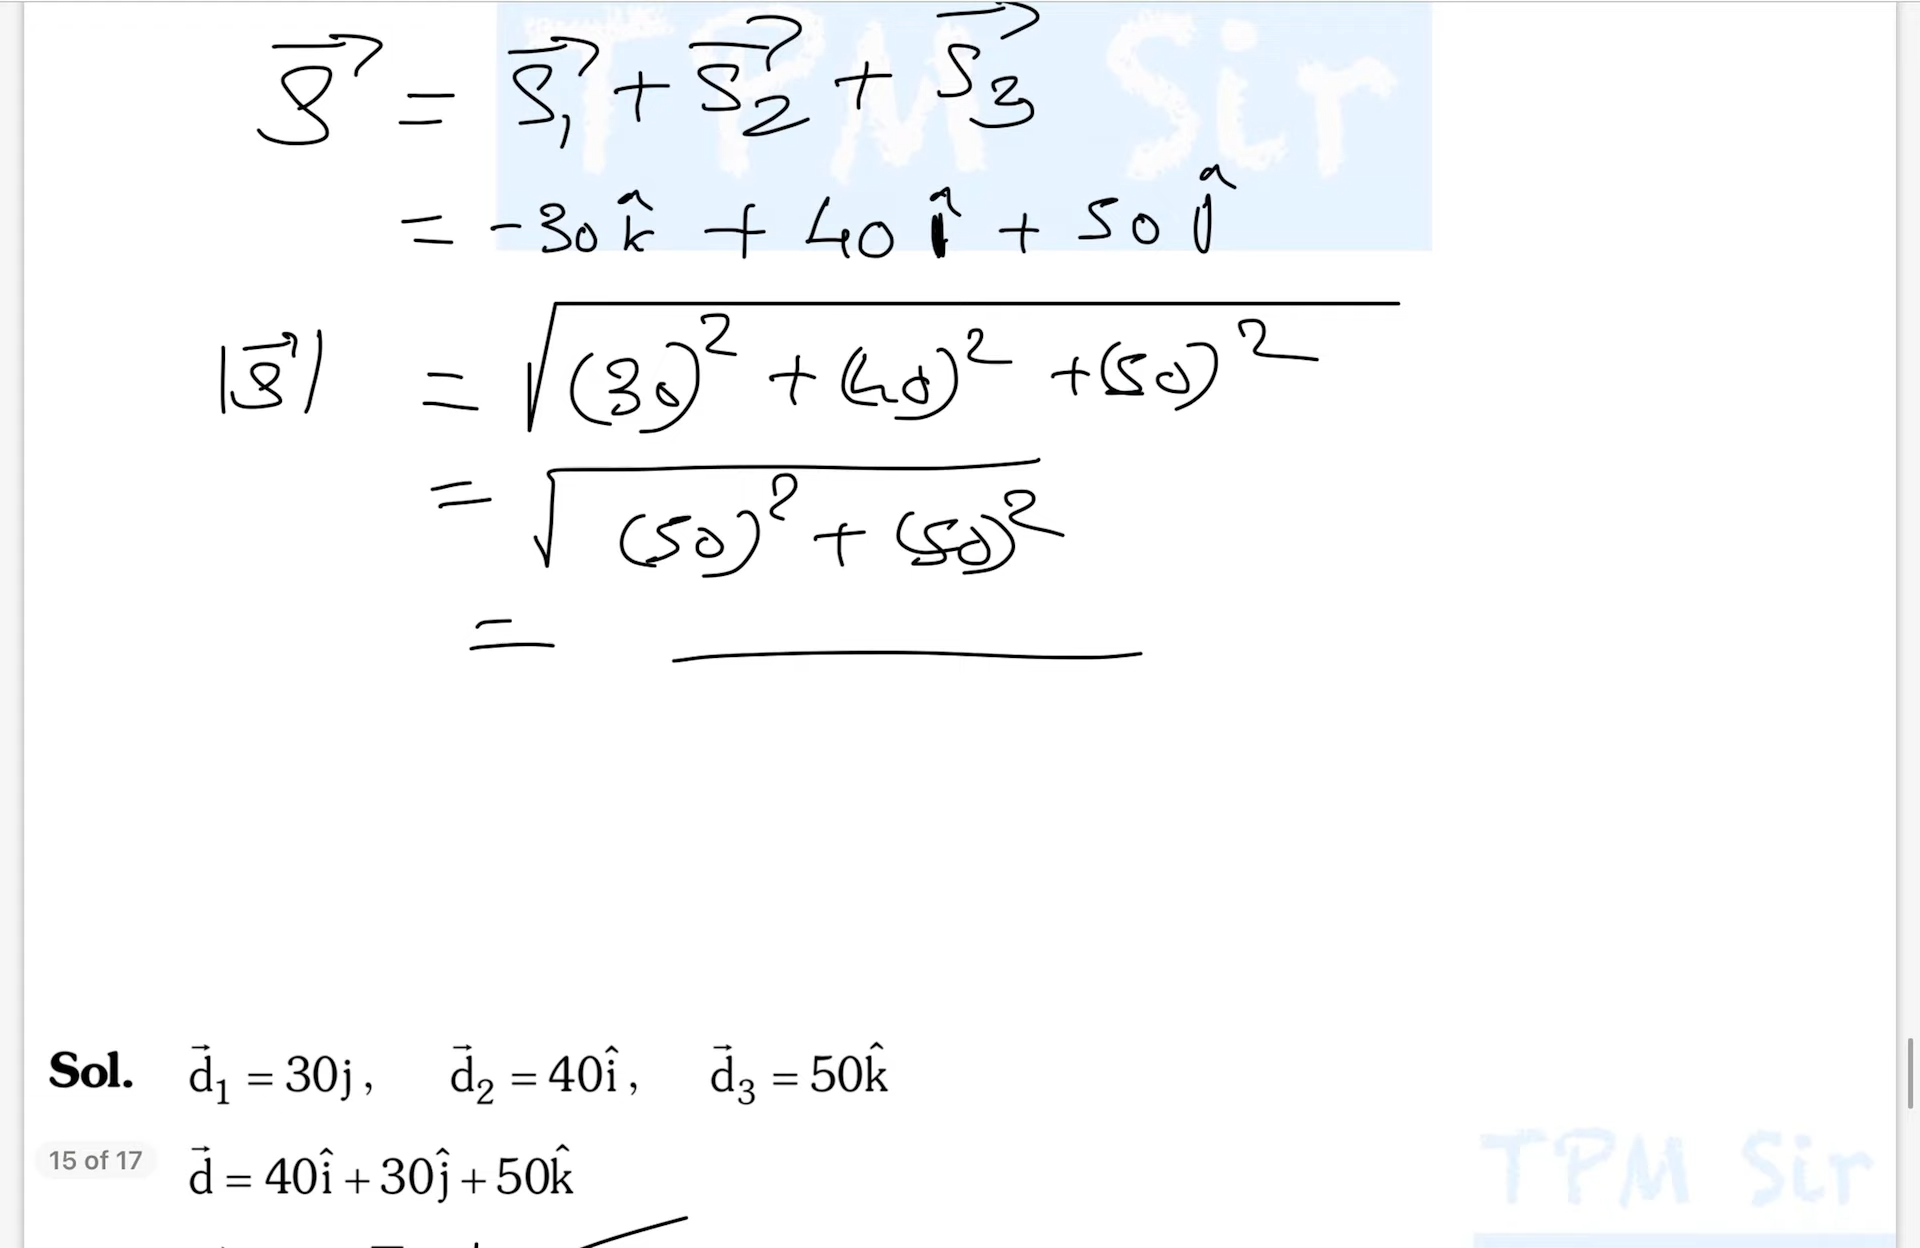 TPM Sir
S⃗ = S⃗₁ + S⃗₂ + S⃗₃
= -30k̂ + 40î + 50ĵ
|S⃗| = √((30)² + (40)² + (50)²)
= √((50)² + (50)²)
=
Sol. d⃗₁ = 30j, d⃗₂ = 40î, d⃗₃ = 50k̂
15 of 17
d⃗ = 40î + 30ĵ + 50k̂
TPM Sir